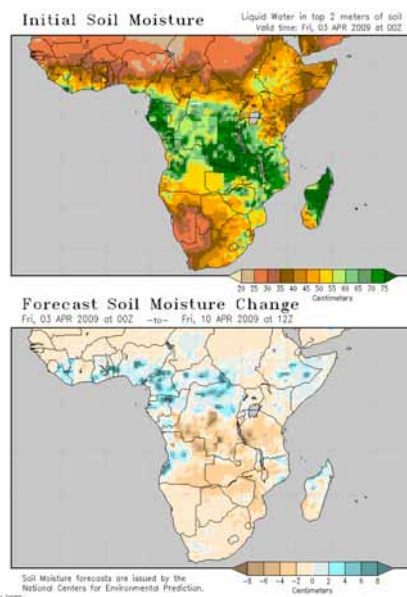 Initial Soil Moisture
Liquid Water in top 2 meters of soil
Valid time: Fri, 03 APR 2009 at 00Z
20 25 30 35 40 45 50 55 60 65 70 75
Centimeters
Forecast Soil Moisture Change
Fri, 03 APR 2009 at 00Z -to- Fri, 10 APR 2009 at 12Z
Soil Moisture forecasts are issued by the
National Centers for Environmental Prediction.
-8 -6 -4 -2 0 2 4 6 8
Centimeters